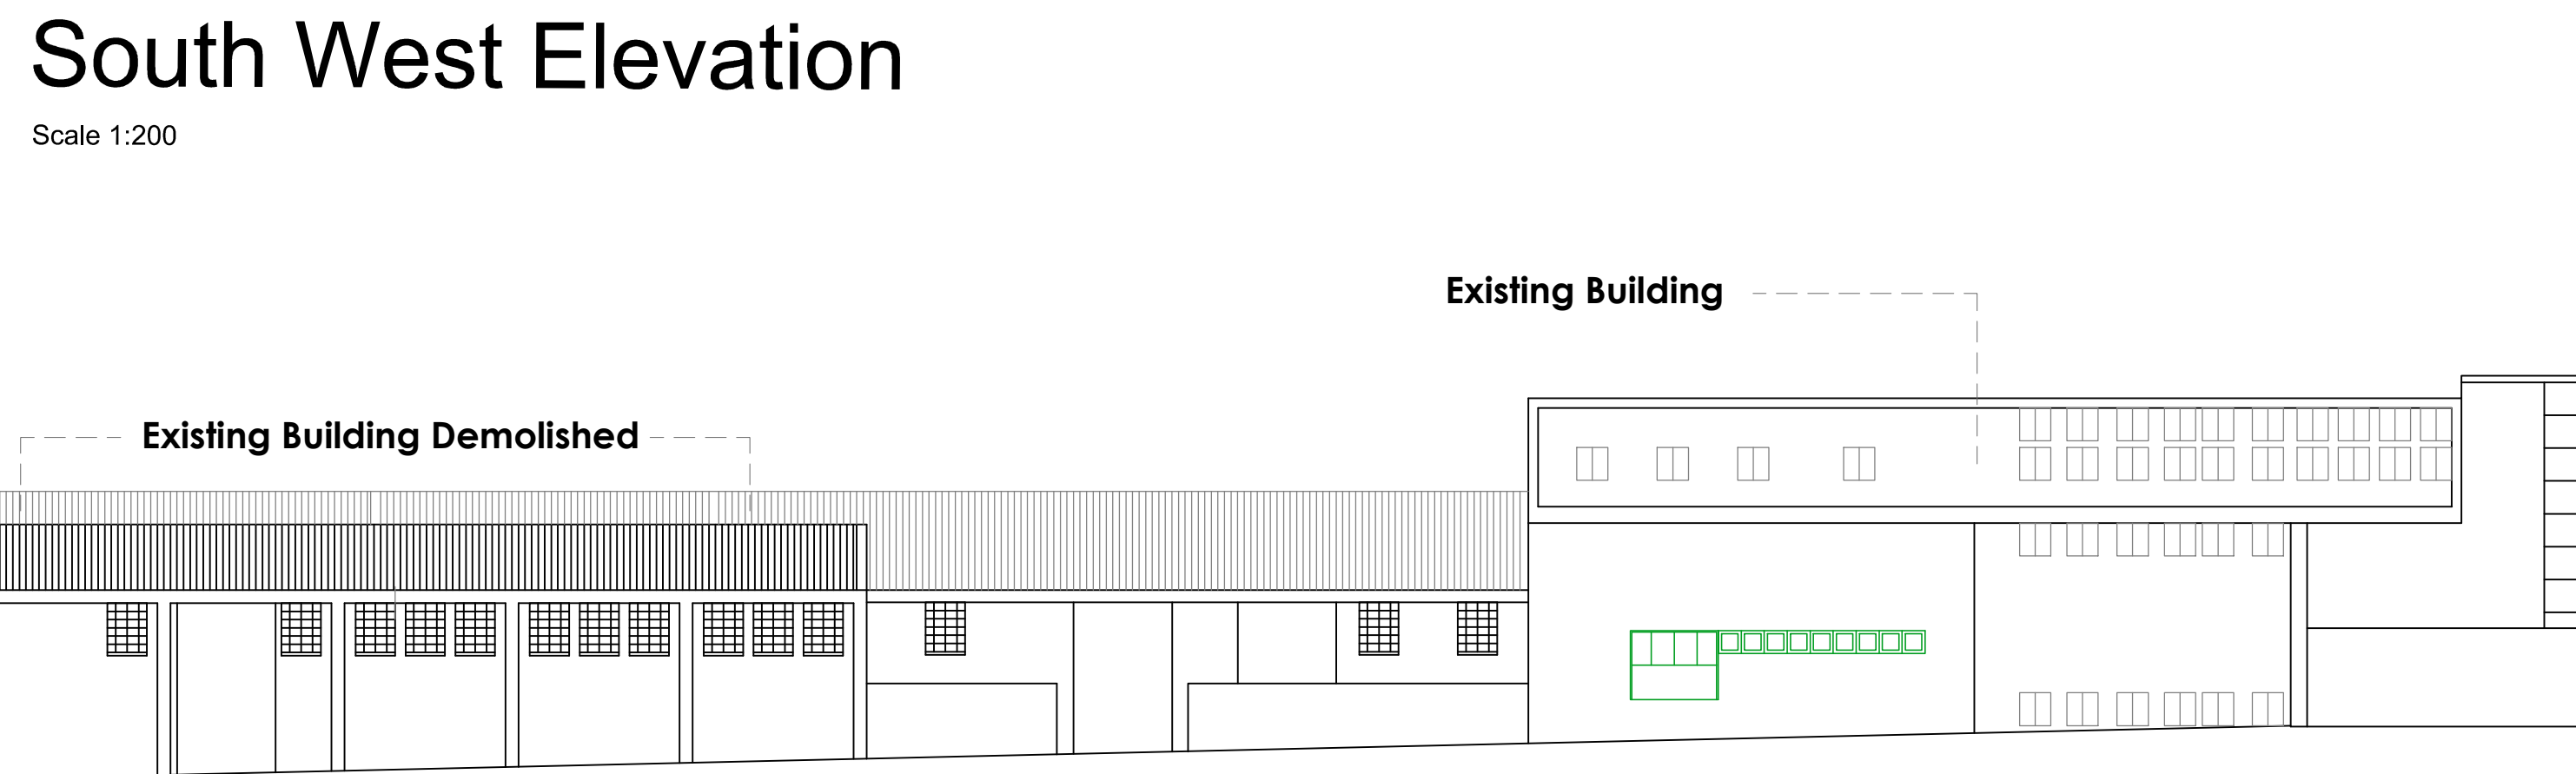 South West Elevation
Scale 1:200
Existing Building
Existing Building Demolished